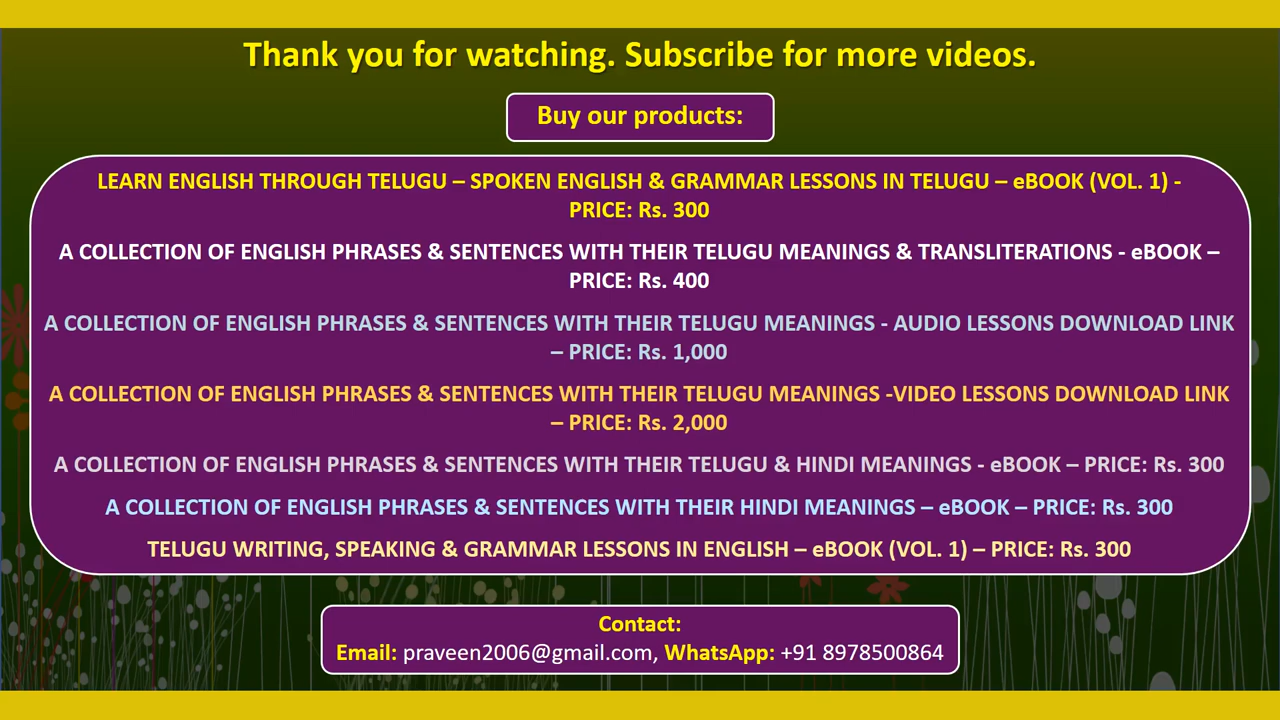 Thank you for watching. Subscribe for more videos.
Buy our products:
LEARN ENGLISH THROUGH TELUGU – SPOKEN ENGLISH & GRAMMAR LESSONS IN TELUGU – eBOOK (VOL. 1) -
PRICE: Rs. 300
A COLLECTION OF ENGLISH PHRASES & SENTENCES WITH THEIR TELUGU MEANINGS & TRANSLITERATIONS - eBOOK –
PRICE: Rs. 400
A COLLECTION OF ENGLISH PHRASES & SENTENCES WITH THEIR TELUGU MEANINGS - AUDIO LESSONS DOWNLOAD LINK
– PRICE: Rs. 1,000
A COLLECTION OF ENGLISH PHRASES & SENTENCES WITH THEIR TELUGU MEANINGS -VIDEO LESSONS DOWNLOAD LINK
– PRICE: Rs. 2,000
A COLLECTION OF ENGLISH PHRASES & SENTENCES WITH THEIR TELUGU & HINDI MEANINGS - eBOOK – PRICE: Rs. 300
A COLLECTION OF ENGLISH PHRASES & SENTENCES WITH THEIR HINDI MEANINGS – eBOOK – PRICE: Rs. 300
TELUGU WRITING, SPEAKING & GRAMMAR LESSONS IN ENGLISH – eBOOK (VOL. 1) – PRICE: Rs. 300
Contact:
Email: praveen2006@gmail.com, WhatsApp: +91 8978500864